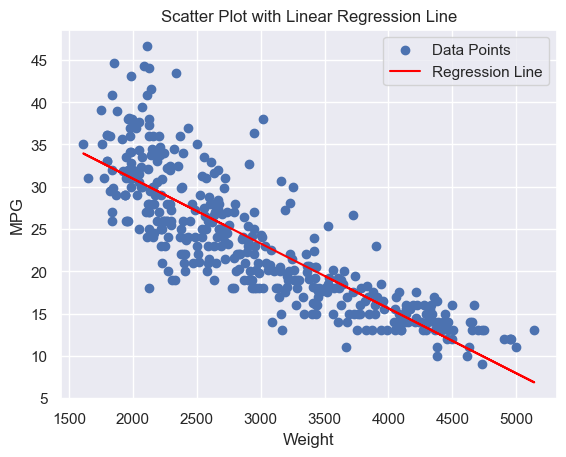 Scatter Plot with Linear Regression Line
Data Points
Regression Line
MPG
45
40
35
30
25
20
15
10
5
1500 2000 2500 3000 3500 4000 4500 5000
Weight